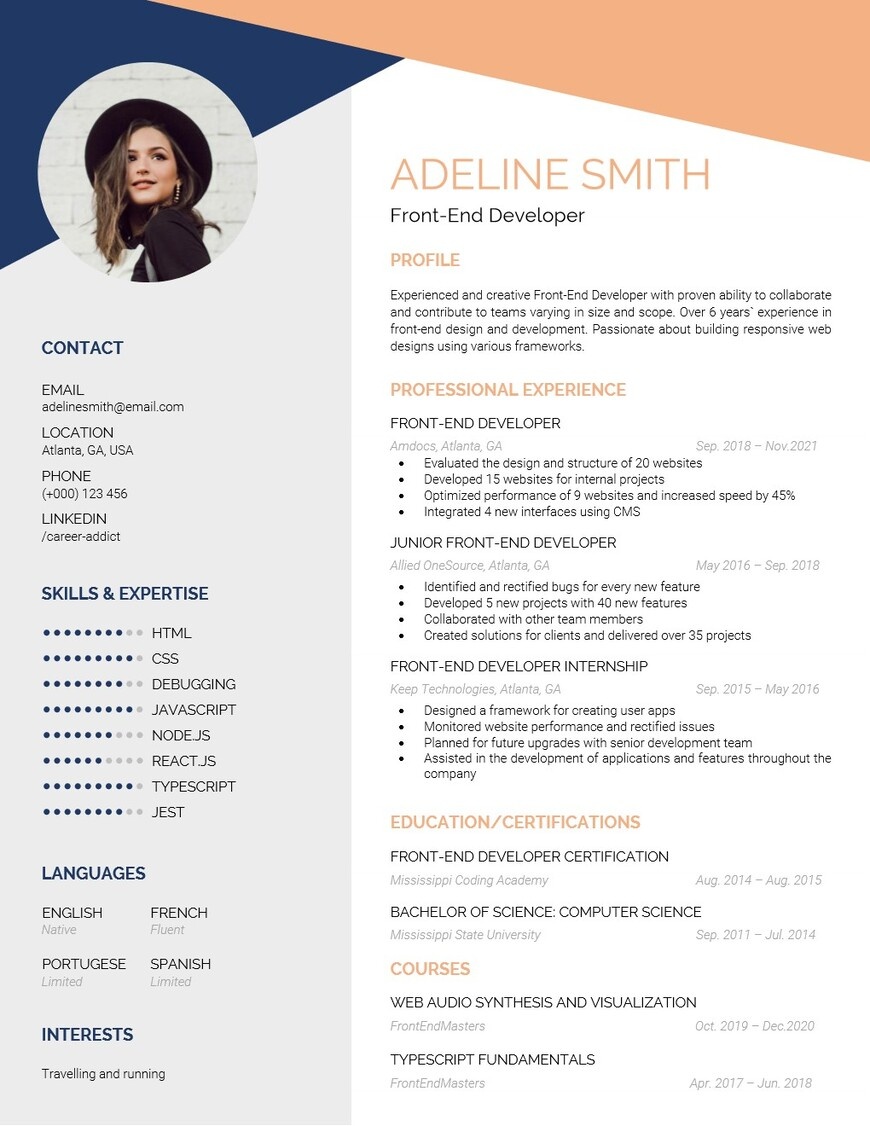 CONTACT
EMAIL
adelinesmith@email.com
LOCATION
Atlanta, GA, USA
PHONE
(+000) 123 456
LINKEDIN
/career-addict
SKILLS & EXPERTISE
HTML
CSS
DEBUGGING
JAVASCRIPT
NODE.JS
REACT.JS
TYPESCRIPT
JEST
LANGUAGES
ENGLISH FRENCH
Native Fluent
PORTUGESE SPANISH
Limited Limited
INTERESTS
Travelling and running
ADELINE SMITH
Front-End Developer
PROFILE
Experienced and creative Front-End Developer with proven ability to collaborate
and contribute to teams varying in size and scope. Over 6 years` experience in
front-end design and development. Passionate about building responsive web
designs using various frameworks.
PROFESSIONAL EXPERIENCE
FRONT-END DEVELOPER
Amdocs, Atlanta, GA Sep. 2018 – Nov.2021
• Evaluated the design and structure of 20 websites
• Developed 15 websites for internal projects
• Optimized performance of 9 websites and increased speed by 45%
• Integrated 4 new interfaces using CMS
JUNIOR FRONT-END DEVELOPER
Allied OneSource, Atlanta, GA May 2016 – Sep. 2018
• Identified and rectified bugs for every new feature
• Developed 5 new projects with 40 new features
• Collaborated with other team members
• Created solutions for clients and delivered over 35 projects
FRONT-END DEVELOPER INTERNSHIP
Keep Technologies, Atlanta, GA Sep. 2015 – May 2016
• Designed a framework for creating user apps
• Monitored website performance and rectified issues
• Planned for future upgrades with senior development team
• Assisted in the development of applications and features throughout the
company
EDUCATION/CERTIFICATIONS
FRONT-END DEVELOPER CERTIFICATION
Mississippi Coding Academy Aug. 2014 – Aug. 2015
BACHELOR OF SCIENCE: COMPUTER SCIENCE
Mississippi State University Sep. 2011 – Jul. 2014
COURSES
WEB AUDIO SYNTHESIS AND VISUALIZATION
FrontEndMasters Oct. 2019 – Dec.2020
TYPESCRIPT FUNDAMENTALS
FrontEndMasters Apr. 2017 – Jun. 2018